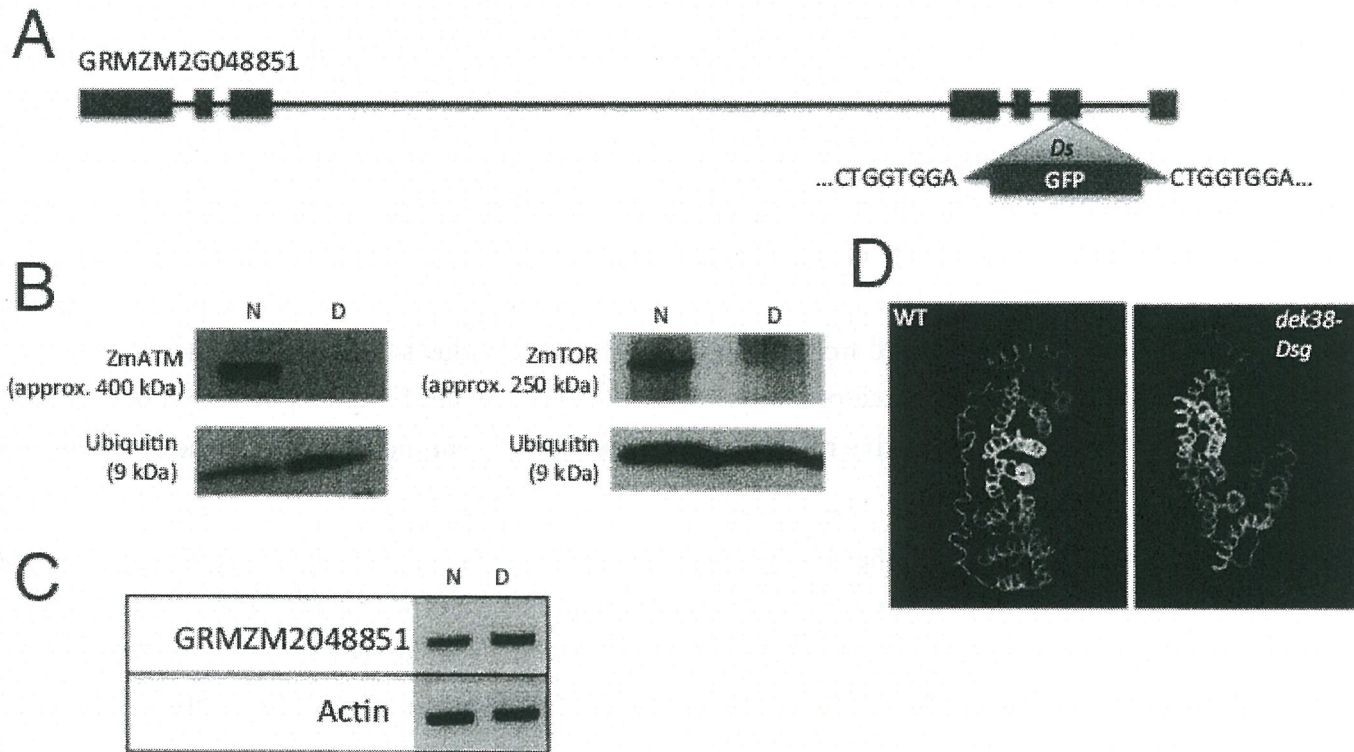 A
GRMZM2G048851
Ds
...CTGGTGGA GFP CTGGTGGA...
B
N D
ZmATM
(approx. 400 kDa)
Ubiquitin
(9 kDa)
N D
ZmTOR
(approx. 250 kDa)
Ubiquitin
(9 kDa)
C
N D
GRMZM2048851
Actin
D
WT
dek38-
Dsg